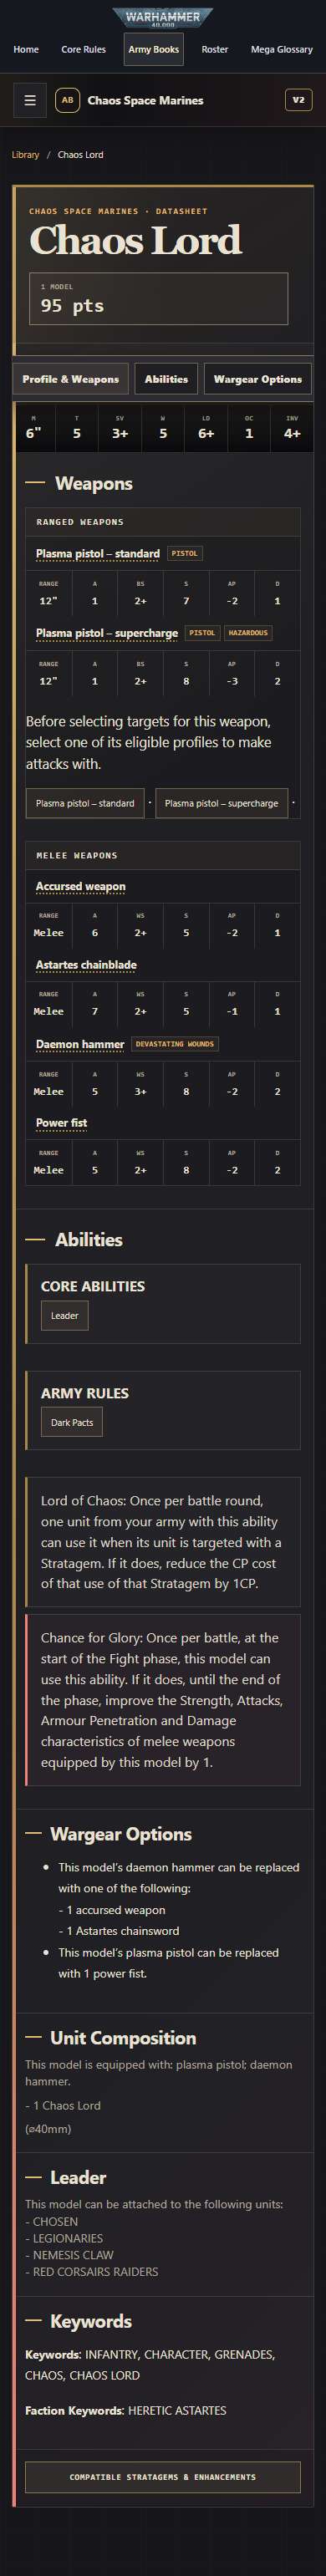 WARHAMMER
40,000
Home Core Rules Army Books Roster Mega Glossary
☰ AB Chaos Space Marines V2
Library / Chaos Lord
CHAOS SPACE MARINES · DATASHEET
Chaos Lord
1 MODEL
95 pts
Profile & Weapons Abilities Wargear Options
M T SV W LD OC INV
6" 5 3+ 5 6+ 1 4+
Weapons
RANGED WEAPONS
Plasma pistol – standard PISTOL
RANGE A BS S AP D
12" 1 2+ 7 -2 1
Plasma pistol – supercharge PISTOL HAZARDOUS
RANGE A BS S AP D
12" 1 2+ 8 -3 2
Before selecting targets for this weapon,
select one of its eligible profiles to make
attacks with.
Plasma pistol – standard · Plasma pistol – supercharge ·
MELEE WEAPONS
Accursed weapon
RANGE A WS S AP D
Melee 6 2+ 5 -2 1
Astartes chainblade
RANGE A WS S AP D
Melee 7 2+ 5 -1 1
Daemon hammer DEVASTATING WOUNDS
RANGE A WS S AP D
Melee 5 3+ 8 -2 2
Power fist
RANGE A WS S AP D
Melee 5 2+ 8 -2 2
Abilities
CORE ABILITIES
Leader
ARMY RULES
Dark Pacts
Lord of Chaos: Once per battle round,
one unit from your army with this ability
can use it when its unit is targeted with a
Stratagem. If it does, reduce the CP cost
of that use of that Stratagem by 1CP.
Chance for Glory: Once per battle, at the
start of the Fight phase, this model can
use this ability. If it does, until the end of
the phase, improve the Strength, Attacks,
Armour Penetration and Damage
characteristics of melee weapons
equipped by this model by 1.
Wargear Options
• This model's daemon hammer can be replaced
with one of the following:
- 1 accursed weapon
- 1 Astartes chainsword
• This model's plasma pistol can be replaced
with 1 power fist.
Unit Composition
This model is equipped with: plasma pistol; daemon
hammer.
- 1 Chaos Lord
(⌀40mm)
Leader
This model can be attached to the following units:
- CHOSEN
- LEGIONARIES
- NEMESIS CLAW
- RED CORSAIRS RAIDERS
Keywords
Keywords: INFANTRY, CHARACTER, GRENADES,
CHAOS, CHAOS LORD
Faction Keywords: HERETIC ASTARTES
COMPATIBLE STRATAGEMS & ENHANCEMENTS